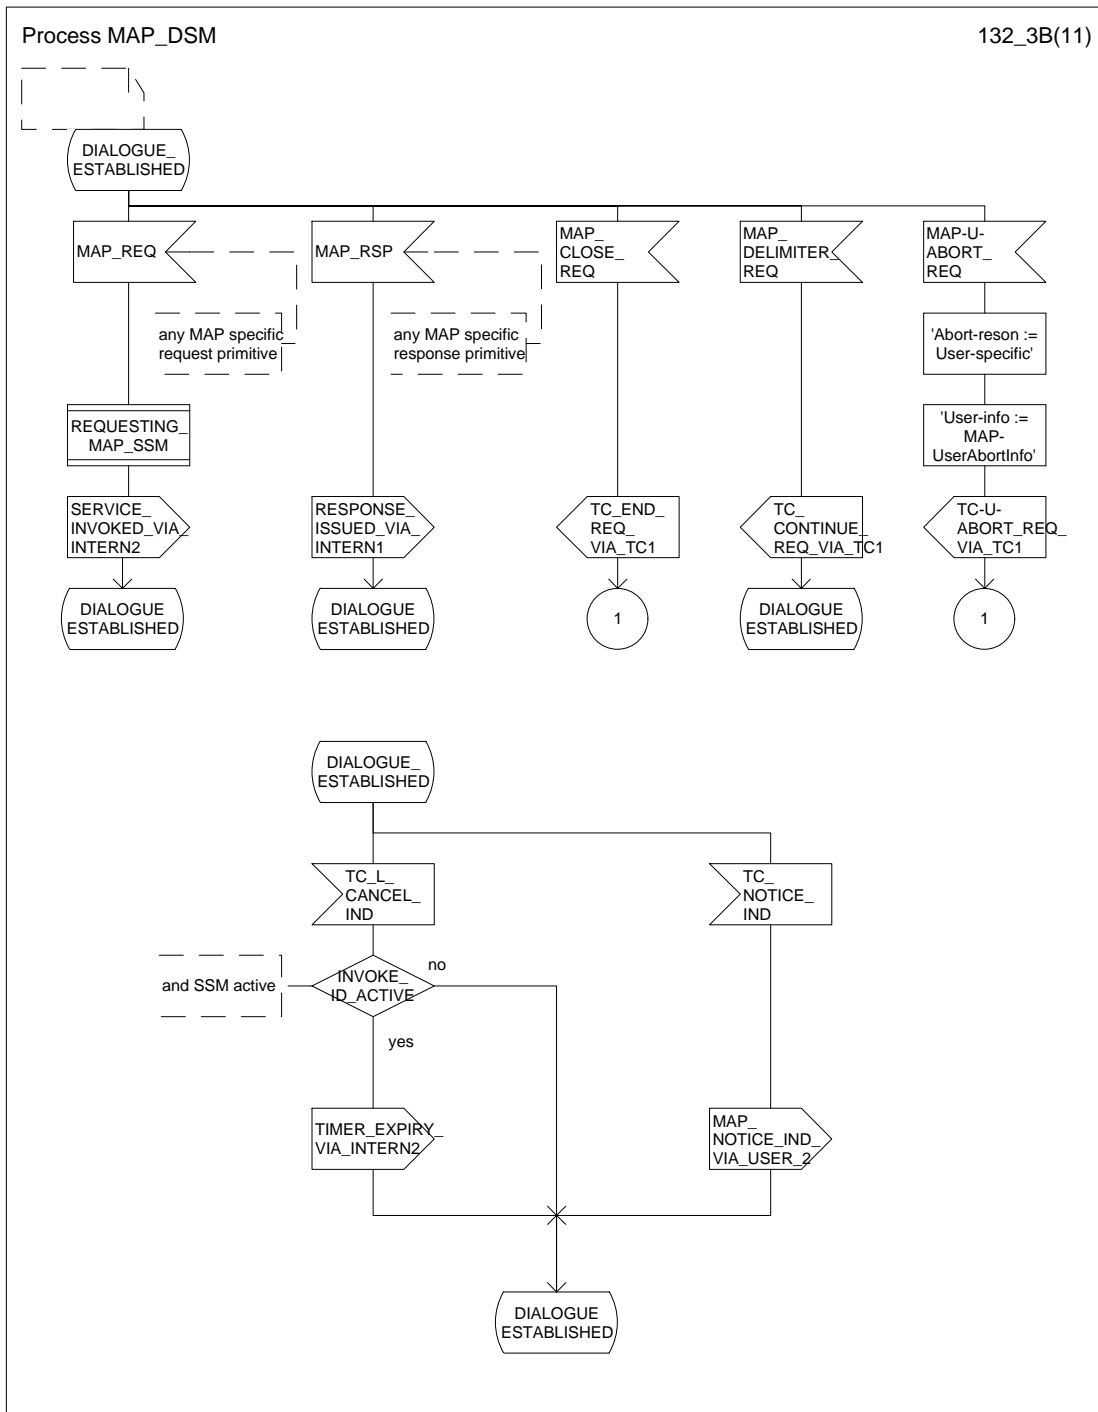 Process MAP_DSM
132_3B(11)
DIALOGUE_
ESTABLISHED
MAP_REQ
MAP_RSP
MAP_
CLOSE_
REQ
MAP_
DELIMITER_
REQ
MAP-U-
ABORT_
REQ
any MAP specific
request primitive
any MAP specific
response primitive
'Abort-reson :=
User-specific'
REQUESTING_
MAP_SSM
'User-info :=
MAP-
UserAbortInfo'
SERVICE_
INVOKED_VIA_
INTERN2
RESPONSE_
ISSUED_VIA_
INTERN1
TC_END_
REQ_
VIA_TC1
TC_
CONTINUE_
REQ_VIA_TC1
TC-U-
ABORT_REQ_
VIA_TC1
DIALOGUE
ESTABLISHED
DIALOGUE
ESTABLISHED
1
DIALOGUE
ESTABLISHED
1
DIALOGUE_
ESTABLISHED
TC_L_
CANCEL_
IND
TC_
NOTICE_
IND
and SSM active
INVOKE_
ID_ACTIVE
no
yes
TIMER_EXPIRY_
VIA_INTERN2
MAP_
NOTICE_IND_
VIA_USER_2
DIALOGUE
ESTABLISHED